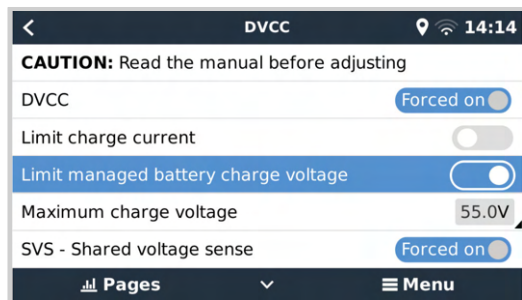 DVCC 14:14
CAUTION: Read the manual before adjusting
DVCC Forced on
Limit charge current
Limit managed battery charge voltage
Maximum charge voltage 55.0V
SVS - Shared voltage sense Forced on
Pages Menu